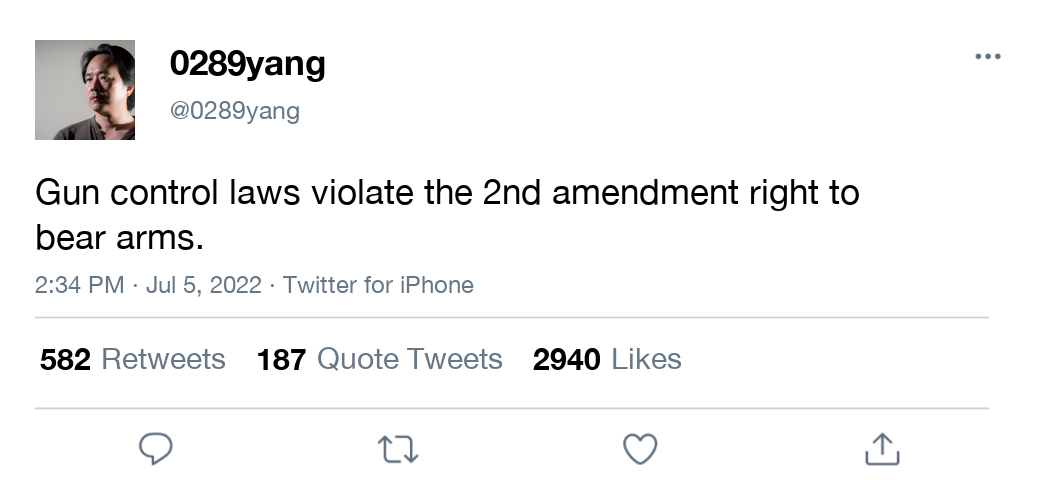 0289yang
@0289yang
Gun control laws violate the 2nd amendment right to
bear arms.
2:34 PM · Jul 5, 2022 · Twitter for iPhone
582 Retweets 187 Quote Tweets 2940 Likes